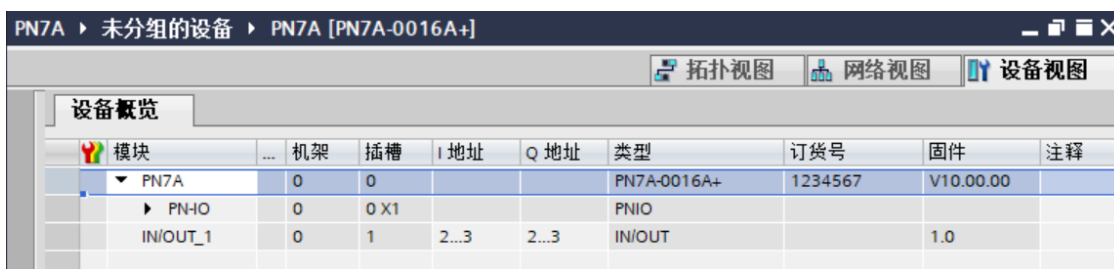 PN7A ▸ 未分组的设备 ▸ PN7A [PN7A-0016A+]
拓扑视图 网络视图 设备视图
设备概览
模块 ... 机架 插槽 I 地址 Q 地址 类型 订货号 固件 注释
PN7A 0 0 PN7A-0016A+ 1234567 V10.00.00
PN-IO 0 0 X1 PNIO
IN/OUT_1 0 1 2...3 2...3 IN/OUT 1.0